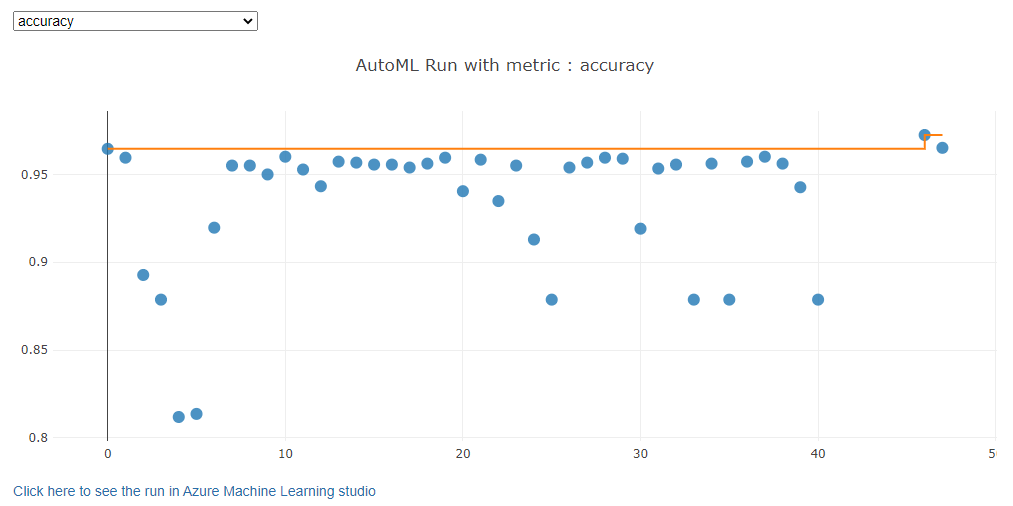 accuracy
AutoML Run with metric : accuracy
0.95
0.9
0.85
0.8
0 10 20 30 40 5
Click here to see the run in Azure Machine Learning studio